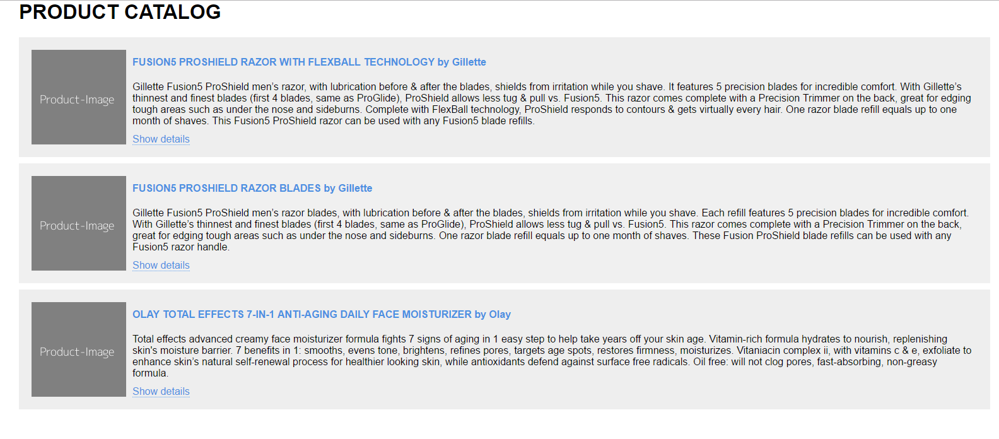 PRODUCT CATALOG
Product-Image
FUSION5 PROSHIELD RAZOR WITH FLEXBALL TECHNOLOGY by Gillette
Gillette Fusion5 ProShield men’s razor, with lubrication before & after the blades, shields from irritation while you shave. It features 5 precision blades for incredible comfort. With Gillette’s
thinnest and finest blades (first 4 blades, same as ProGlide), ProShield allows less tug & pull vs. Fusion5. This razor comes complete with a Precision Trimmer on the back, great for edging
tough areas such as under the nose and sideburns. Complete with FlexBall technology, ProShield responds to contours & gets virtually every hair. One razor blade refill equals up to one
month of shaves. This Fusion5 ProShield razor can be used with any Fusion5 blade refills.
Show details
Product-Image
FUSION5 PROSHIELD RAZOR BLADES by Gillette
Gillette Fusion5 ProShield men’s razor blades, with lubrication before & after the blades, shields from irritation while you shave. Each refill features 5 precision blades for incredible comfort.
With Gillette’s thinnest and finest blades (first 4 blades, same as ProGlide), ProShield allows less tug & pull vs. Fusion5. This razor comes complete with a Precision Trimmer on the back,
great for edging tough areas such as under the nose and sideburns. One razor blade refill equals up to one month of shaves. These Fusion ProShield blade refills can be used with any
Fusion5 razor handle.
Show details
Product-Image
OLAY TOTAL EFFECTS 7-IN-1 ANTI-AGING DAILY FACE MOISTURIZER by Olay
Total effects advanced creamy face moisturizer formula fights 7 signs of aging in 1 easy step to help take years off your skin age. Vitamin-rich formula hydrates to nourish, replenishing
skin's moisture barrier. 7 benefits in 1: smooths, evens tone, brightens, refines pores, targets age spots, restores firmness, moisturizes. Vitaniacin complex ii, with vitamins c & e, exfoliate to
enhance skin’s natural self-renewal process for healthier looking skin, while antioxidants defend against surface free radicals. Oil free: will not clog pores, fast-absorbing, non-greasy
formula.
Show details